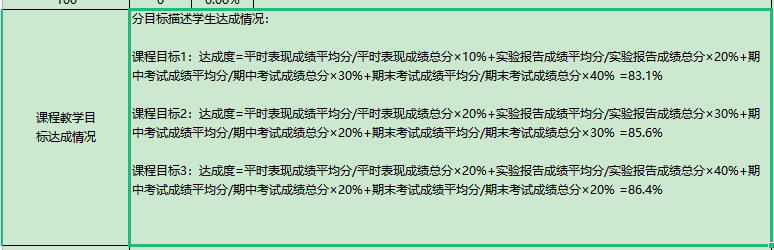 100 0 0.00%
分目标描述学生达成情况：
课程目标1：达成度=平时表现成绩平均分/平时表现成绩总分×10%+实验报告成绩平均分/实验报告成绩总分×20%+期
中考试成绩平均分/期中考试成绩总分×30%+期末考试成绩平均分/期末考试成绩总分×40% =83.1%
课程目标2：达成度=平时表现成绩平均分/平时表现成绩总分×20%+实验报告成绩平均分/实验报告成绩总分×30%+期
中考试成绩平均分/期中考试成绩总分×20%+期末考试成绩平均分/期末考试成绩总分×30% =85.6%
课程目标3：达成度=平时表现成绩平均分/平时表现成绩总分×20%+实验报告成绩平均分/实验报告成绩总分×40%+期
中考试成绩平均分/期中考试成绩总分×20%+期末考试成绩平均分/期末考试成绩总分×20% =86.4%
课程教学目
标达成情况